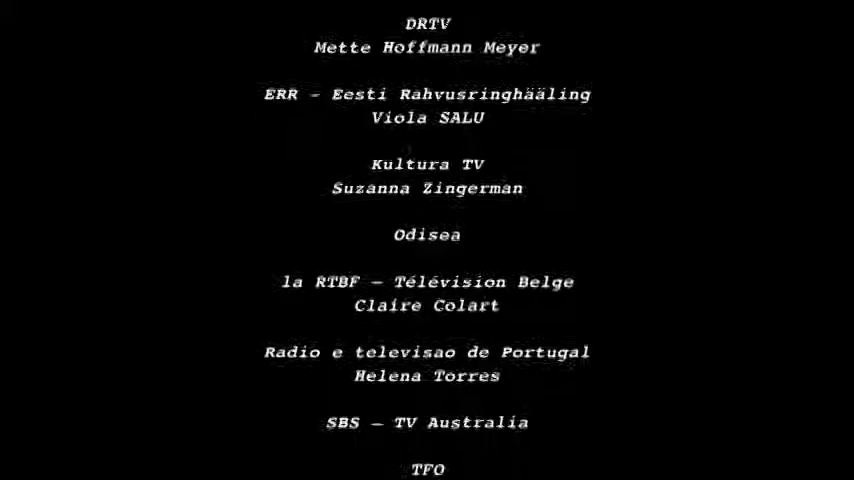 DRTV
Mette Hoffmann Meyer
ERR – Eesti Rahvusringhääling
Viola SALU
Kultura TV
Suzanna Zingerman
Odisea
la RTBF – Télévision Belge
Claire Colart
Radio e televisao de Portugal
Helena Torres
SBS – TV Australia
TFO